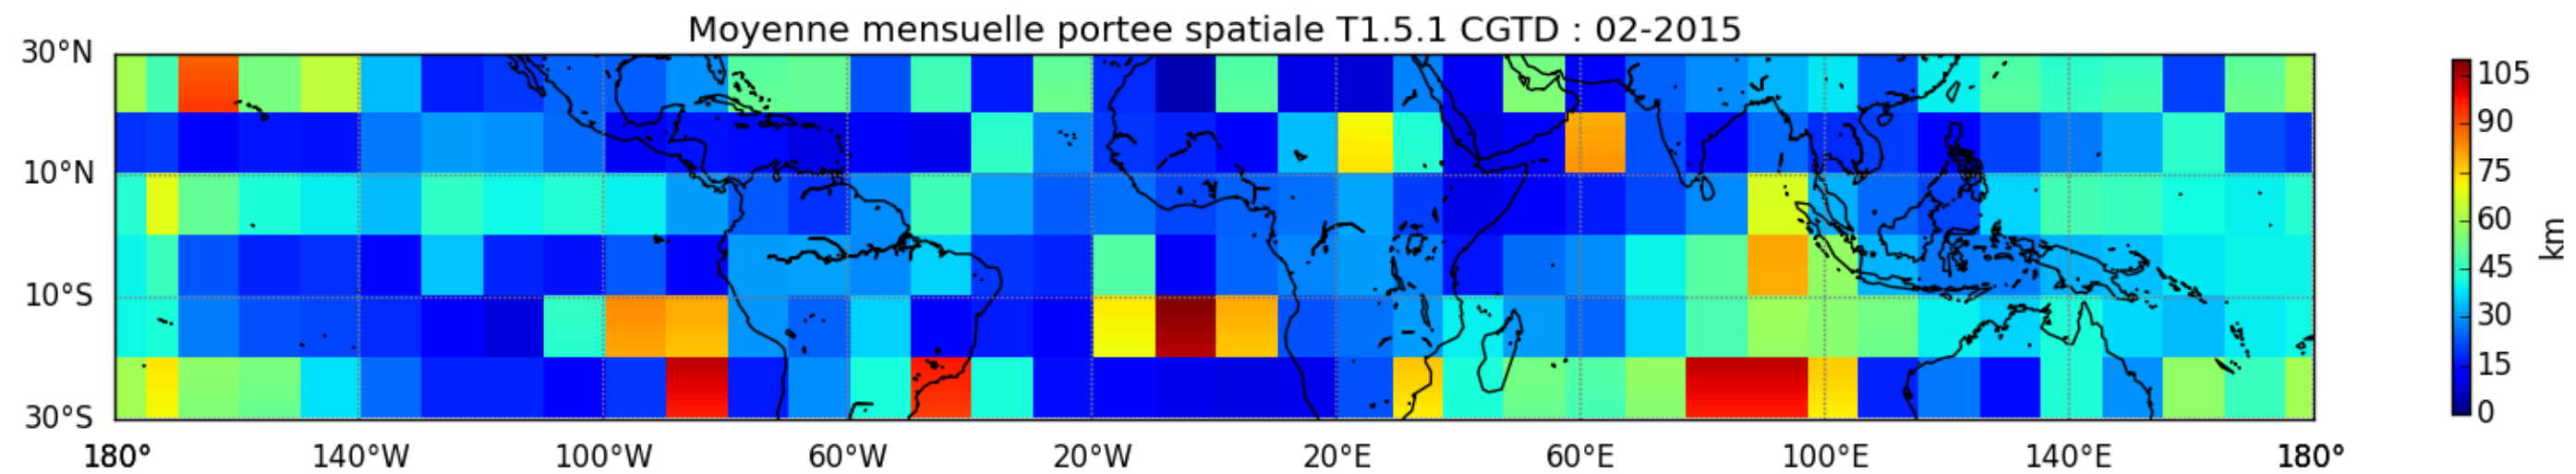 Moyenne mensuelle portee spatiale T1.5.1 CGTD : 02-2015
30°N
10°N
10°S
30°S
180° 140°W 100°W 60°W 20°W 20°E 60°E 100°E 140°E 180°
105
90
75
60
45
30
15
0
km